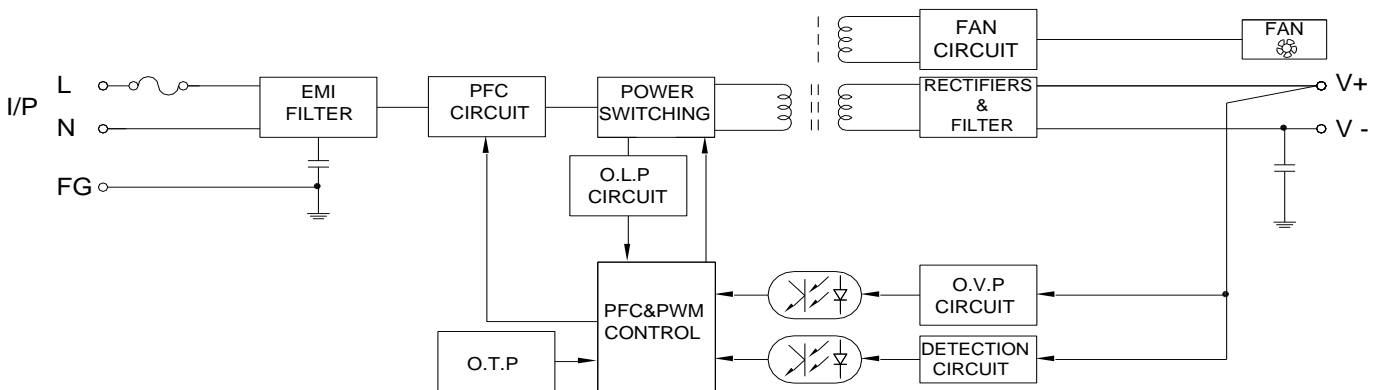 FAN
CIRCUIT
FAN
I/P
L
N
FG
EMI
FILTER
PFC
CIRCUIT
POWER
SWITCHING
RECTIFIERS
&
FILTER
V+
V -
O.L.P
CIRCUIT
PFC&PWM
CONTROL
O.T.P
O.V.P
CIRCUIT
DETECTION
CIRCUIT